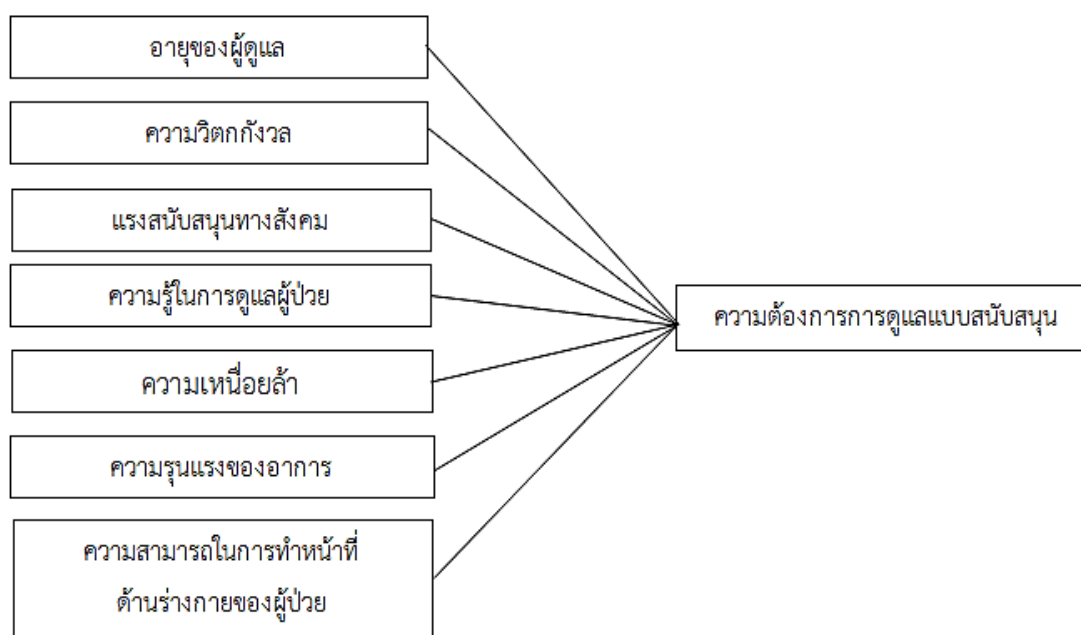 อายุของผู้ดูแล
ความวิตกกังวล
แรงสนับสนุนทางสังคม
ความรู้ในการดูแลผู้ป่วย
ความต้องการการดูแลแบบสนับสนุน
ความเหนื่อยล้า
ความรุนแรงของอาการ
ความสามารถในการทำหน้าที่
ด้านร่างกายของผู้ป่วย